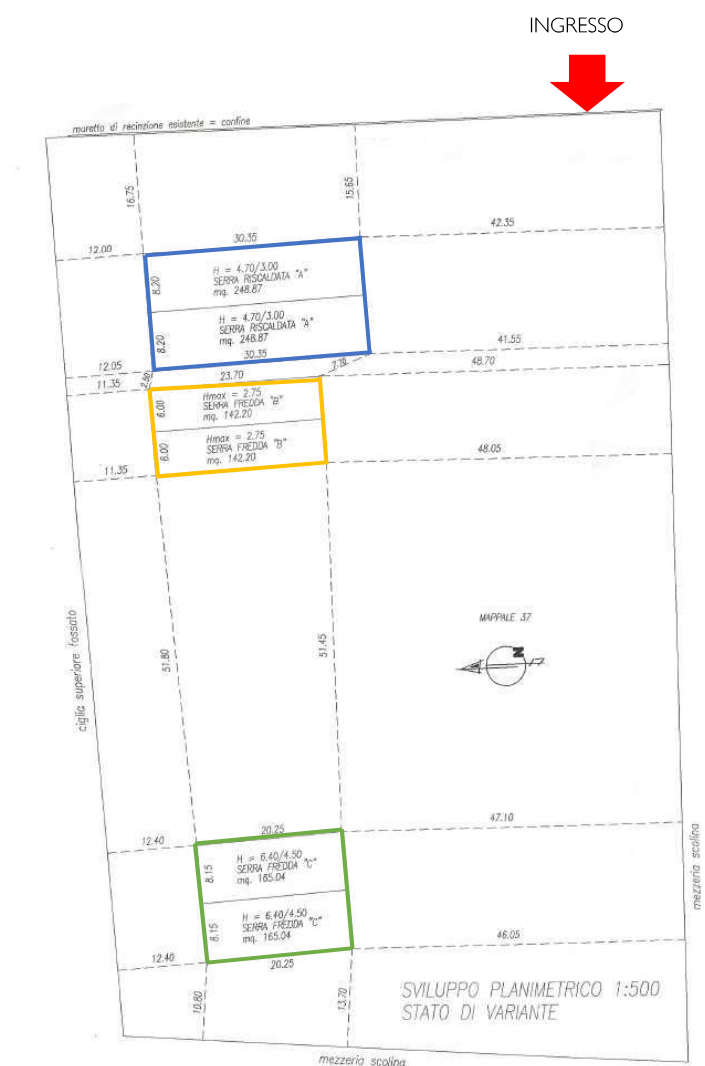 INGRESSO
muretto di recinzione esistente = confine
16.75
15.65
12.00
30.35
42.35
8.20
H = 4.70/3.00
SERRA RISCALDATA "A"
mq. 248.87
8.20
H = 4.70/3.00
SERRA RISCALDATA "A"
mq. 248.87
30.35
41.55
12.05
7.70
48.70
11.35
2.80
23.70
6.00
Hmax = 2.75
SERRA FREDDA "B"
mq. 142.20
6.00
Hmax = 2.75
SERRA FREDDA "B"
mq. 142.20
48.05
11.35
ciglia superiore fossato
51.80
51.45
MAPPALE 37
N
47.10
12.40
20.25
8.15
H = 6.40/4.50
SERRA FREDDA "C"
mq. 165.04
8.15
H = 6.40/4.50
SERRA FREDDA "C"
mq. 165.04
mezzeria scolina
46.05
12.40
20.25
10.80
13.70
SVILUPPO PLANIMETRICO 1:500
STATO DI VARIANTE
mezzeria scolina